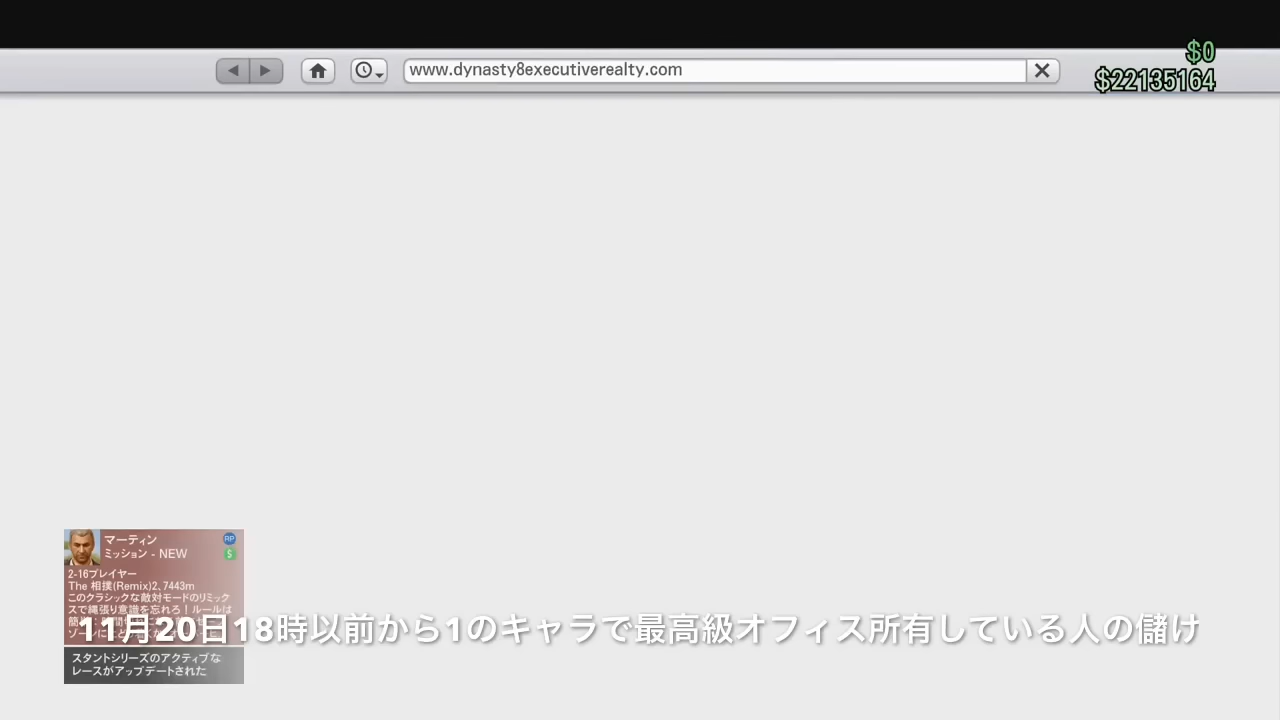 www.dynasty8executiverealty.com
$0
$22135164
マーティン
ミッション - NEW
RP
$
2-16プレイヤー
The 相撲(Remix)2、7443m
このクラシックな敵対モードのリミック
スで縄張り意識を忘れろ！ルールは
11月20日18時以前から1のキャラで最高級オフィス所有している人の儲け
スタントシリーズのアクティブな
レースがアップデートされた